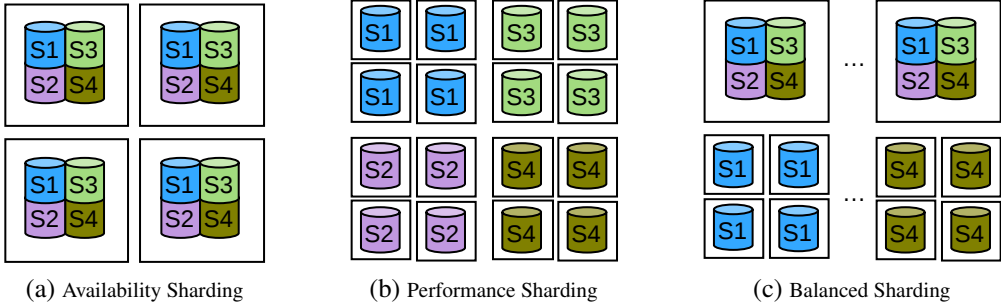 S1 S3 S1 S3
S2 S4 S2 S4
S1 S3 S1 S3
S2 S4 S2 S4
(a) Availability Sharding
S1 S1 S3 S3
S1 S1 S3 S3
S2 S2 S4 S4
S2 S2 S4 S4
(b) Performance Sharding
S1 S3 ... S1 S3
S2 S4 S2 S4
S1 S1 ... S4 S4
S1 S1 S4 S4
(c) Balanced Sharding